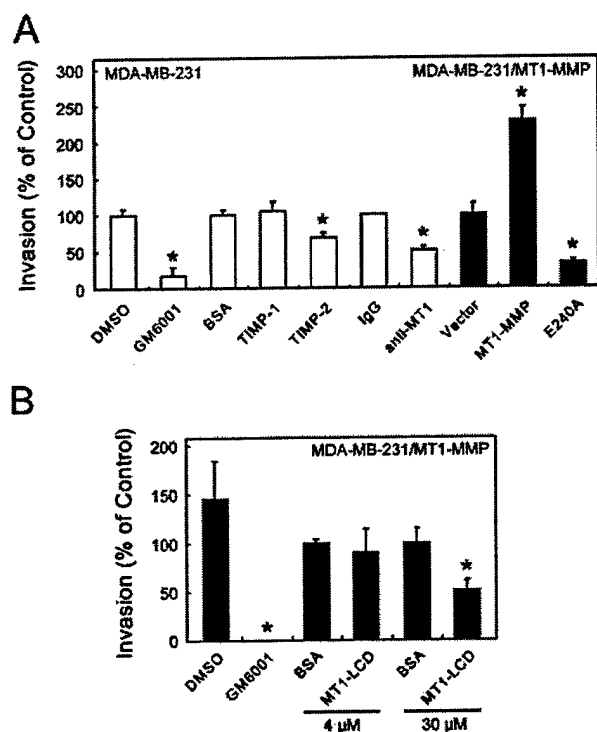 A
MDA-MB-231 MDA-MB-231/MT1-MMP
Invasion (% of Control)
300
250
200
150
100
50
0
* * * * *
DMSO GM6001 BSA TIMP-1 TIMP-2 IgG anti-MT1 Vector MT1-MMP E240A
B
MDA-MB-231/MT1-MMP
Invasion (% of Control)
200
150
100
50
0
* *
DMSO GM6001 BSA MT1-LCD BSA MT1-LCD
4 µM 30 µM